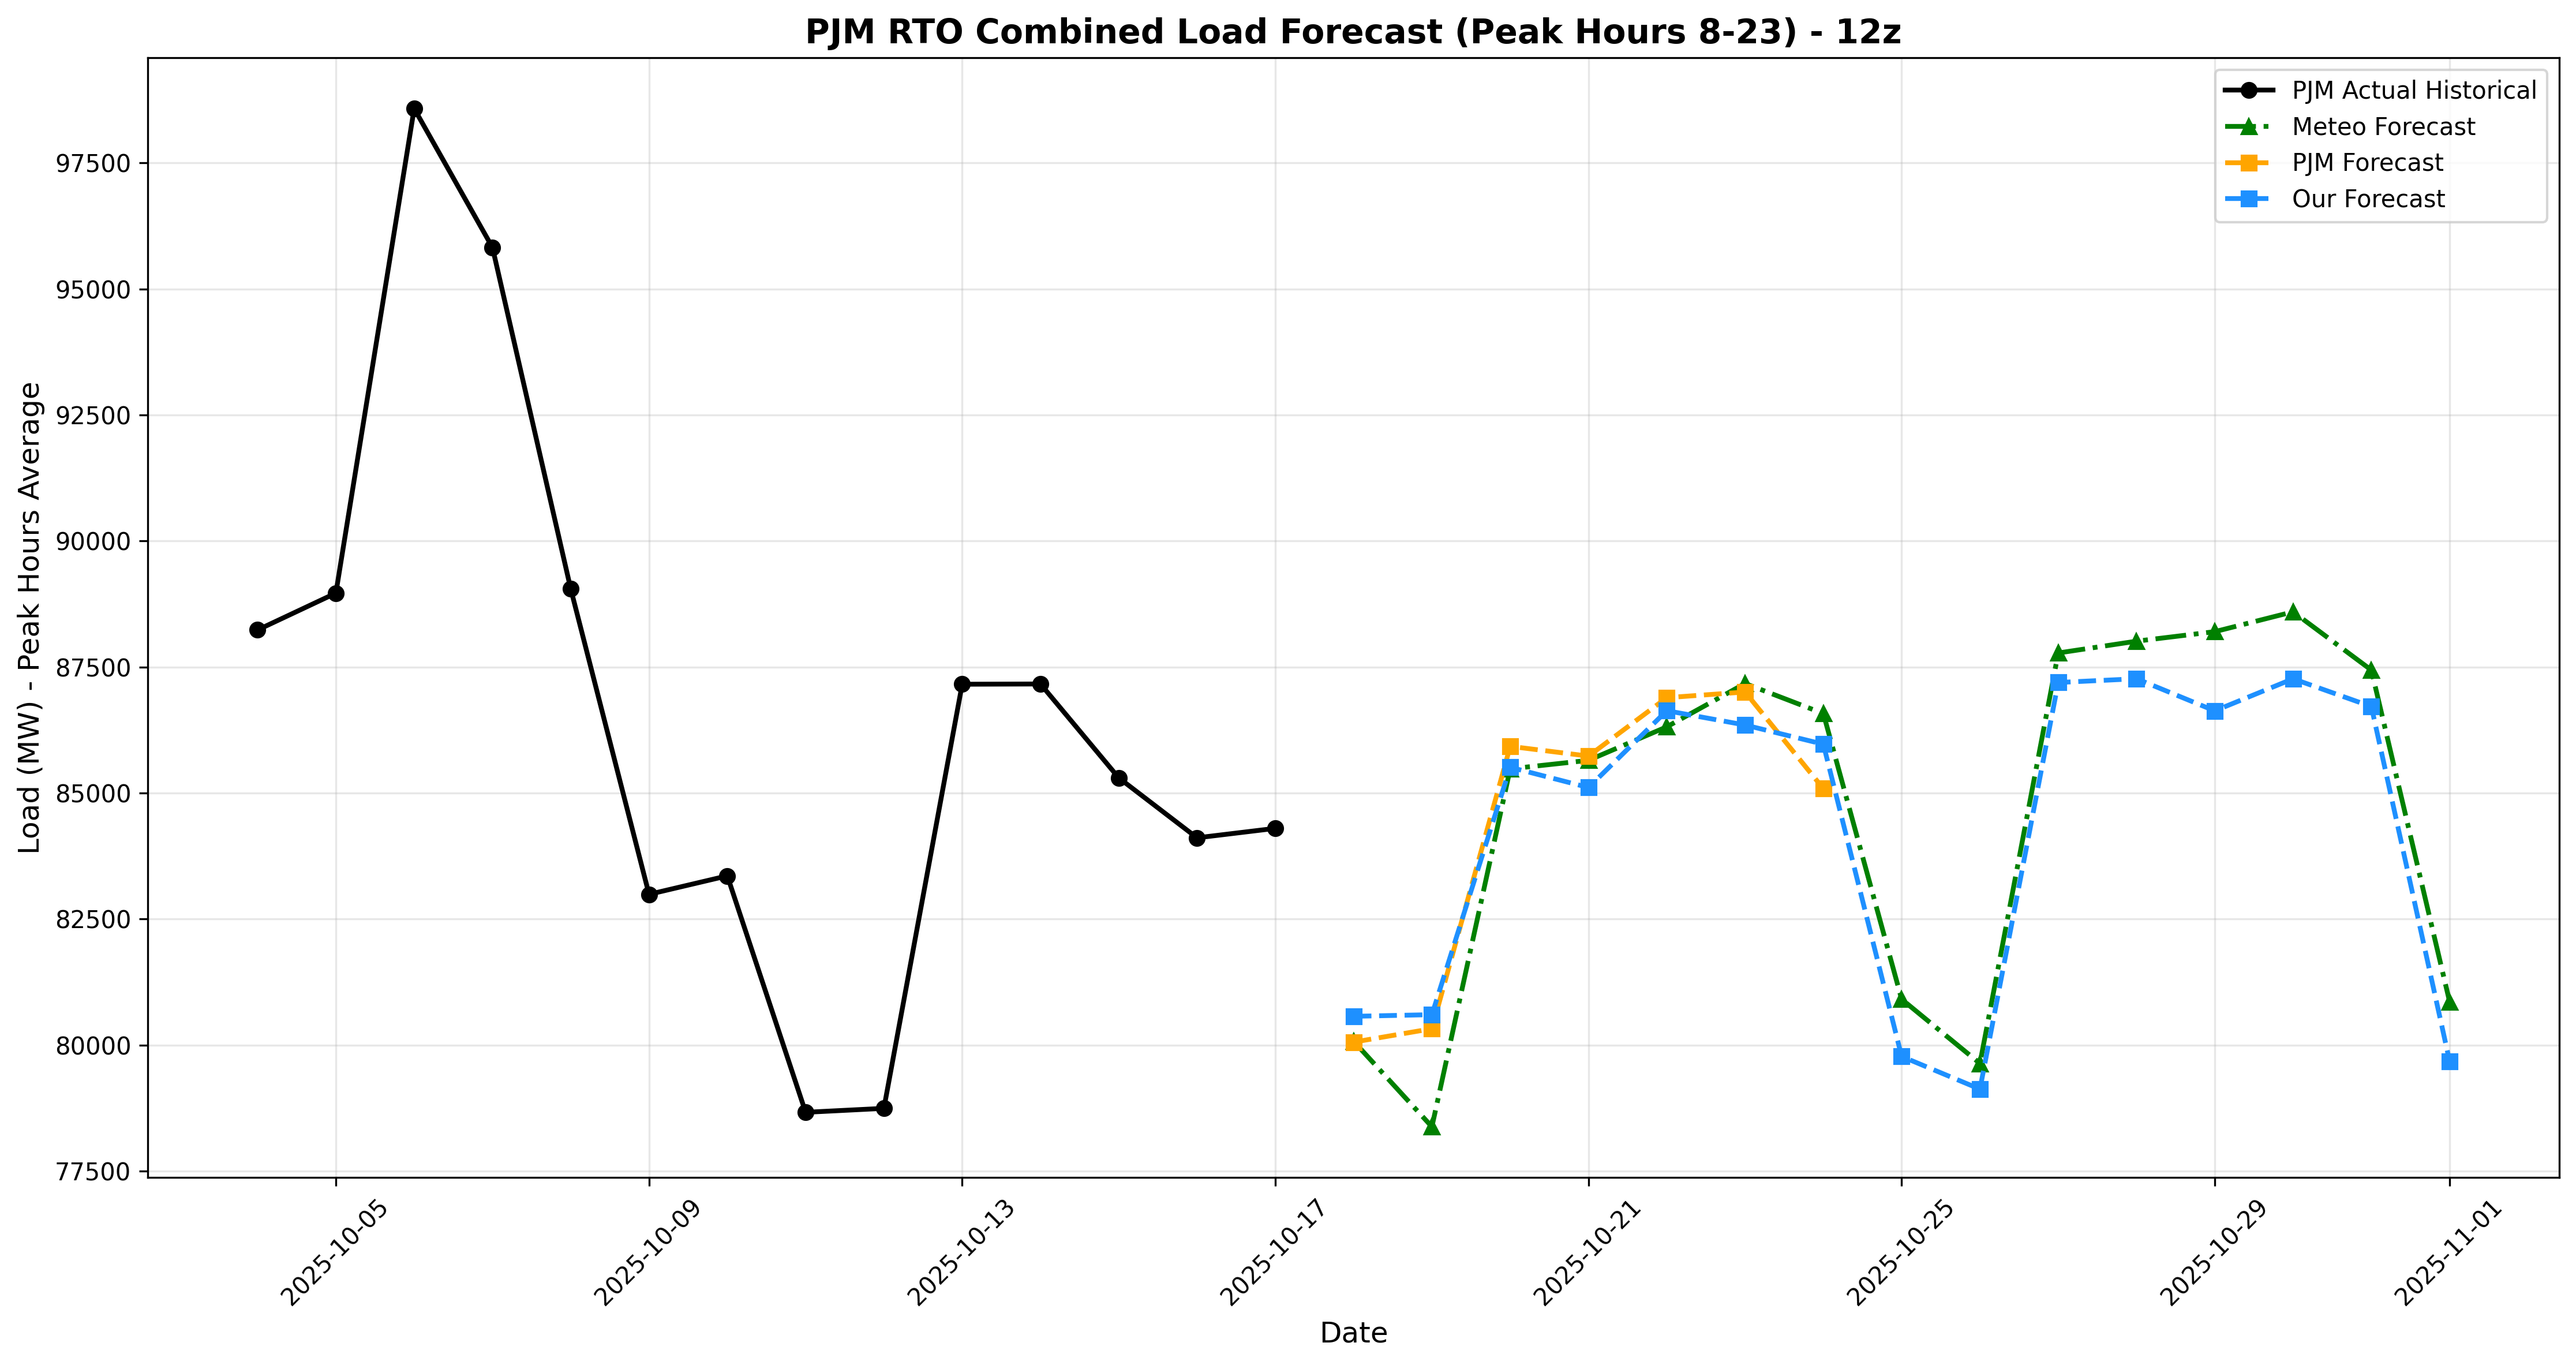 PJM RTO Combined Load Forecast (Peak Hours 8-23) - 12z
PJM Actual Historical
Meteo Forecast
PJM Forecast
Our Forecast
Load (MW) - Peak Hours Average
97500
95000
92500
90000
87500
85000
82500
80000
77500
2025-10-05
2025-10-09
2025-10-13
2025-10-17
2025-10-21
2025-10-25
2025-10-29
2025-11-01
Date